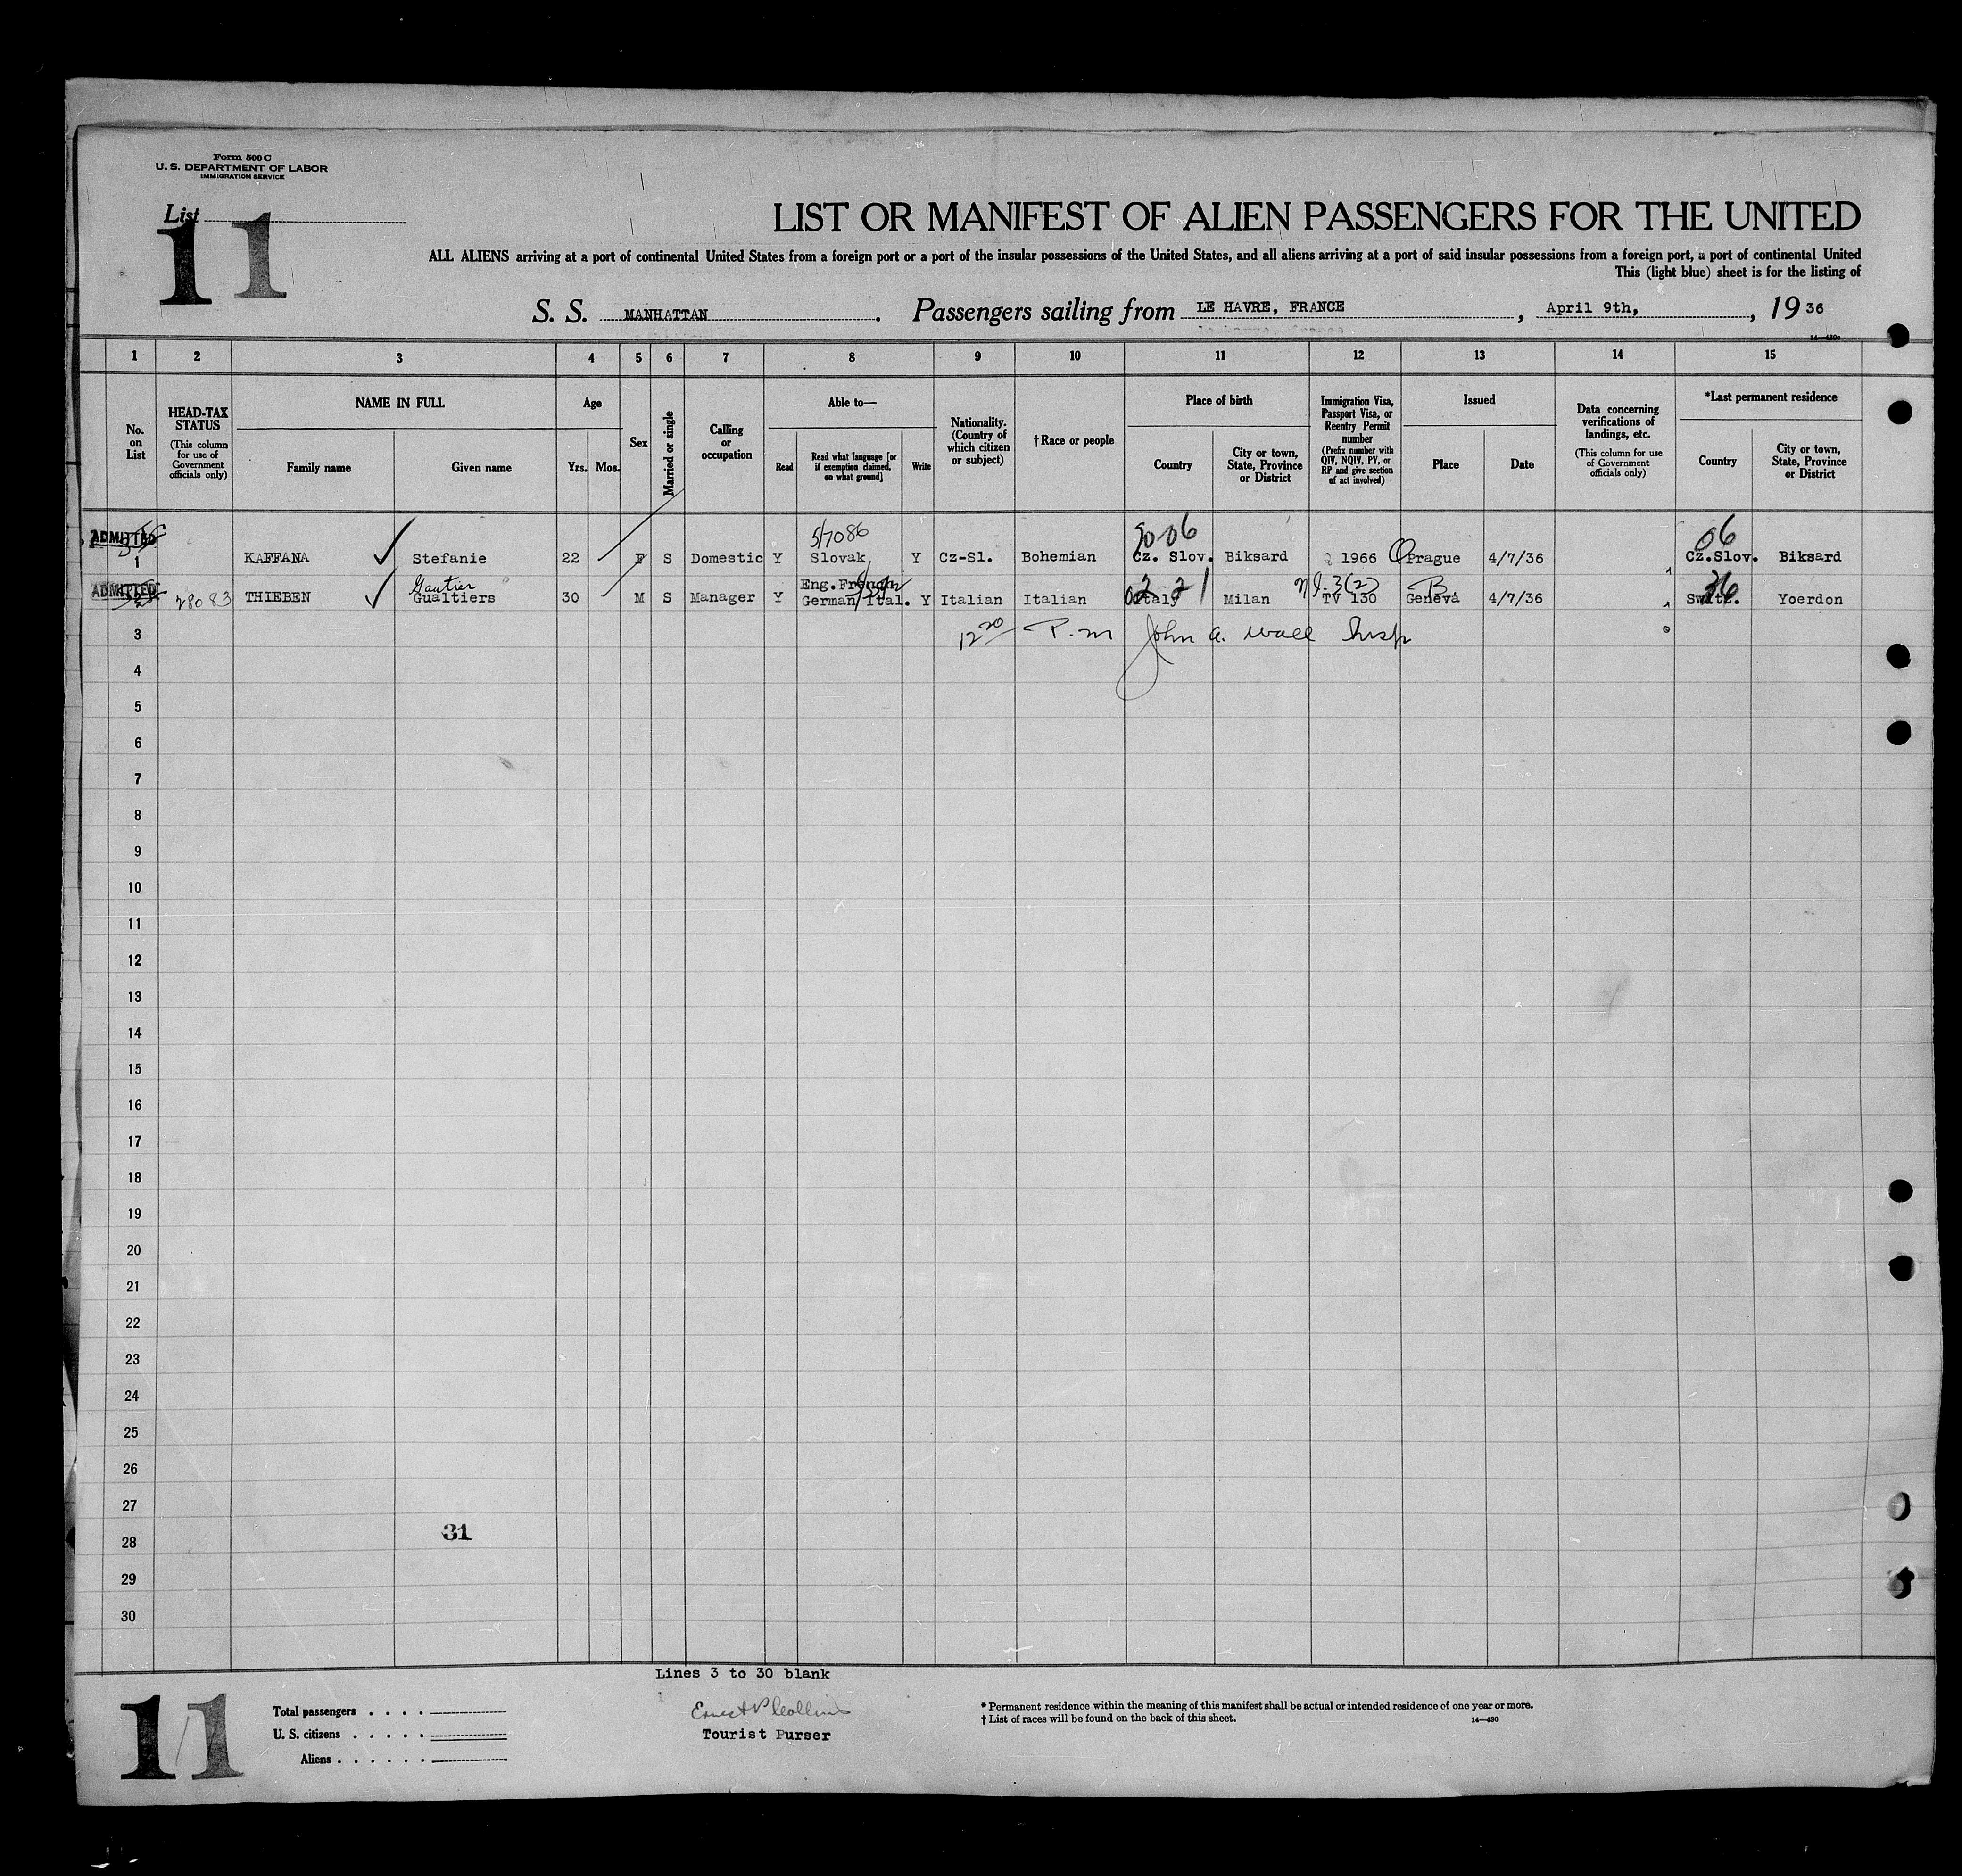 Form 500 C
U. S. DEPARTMENT OF LABOR
IMMIGRATION SERVICE
List
11
LIST OR MANIFEST OF ALIEN PASSENGERS FOR THE UNITED
ALL ALIENS arriving at a port of continental United States from a foreign port or a port of the insular possessions of the United States, and all aliens arriving at a port of said insular possessions from a foreign port, a port of continental United
This (light blue) sheet is for the listing of
S. S. MANHATTAN. Passengers sailing from LE HAVRE, FRANCE, April 9th, , 19 36
1 2 3 4 5 6 7 8 9 10 11 12 13 14 15
No. on List
HEAD-TAX STATUS
(This column for use of Government officials only)
NAME IN FULL
Family name Given name
Age
Yrs. Mos.
Sex
Married or single
Calling or occupation
Able to—
Read
Read what language [or if exemption claimed, on what ground]
Write
Nationality. (Country of which citizen or subject)
†Race or people
Place of birth
Country
City or town, State, Province or District
Immigration Visa, Passport Visa, or Reentry Permit number
(Prefix number with QIV, NQIV, PV, or RP and give section of act involved)
Issued
Place Date
Data concerning verifications of landings, etc.
(This column for use of Government officials only)
*Last permanent residence
Country
City or town, State, Province or District
ADMITTED 57086 06
1 KAFFANA Stefanie 22 F S Domestic Y Slovak Y Cz-Sl. Bohemian Cz. Slov. Biksard 1966 Prague 4/7/36 Cz.Slov. Biksard
ADMITTED Gautier Eng.French
28083 THIEBEN Gualtiers 30 M S Manager Y German Ital. Y Italian Italian Italy Milan TV 130 Geneva 4/7/36 Switz. Yoerdon
3 12 20 P.m John A. Wall Insp
4
5
6
7
8
9
10
11
12
13
14
15
16
17
18
19
20
21
22
23
24
25
26
27
28 31
29
30
Lines 3 to 30 blank
11
Total passengers . . . .
U. S. citizens . . . . .
Aliens . . . . . .
Ernest P Collins
Tourist Purser
* Permanent residence within the meaning of this manifest shall be actual or intended residence of one year or more.
† List of races will be found on the back of this sheet.
14—430